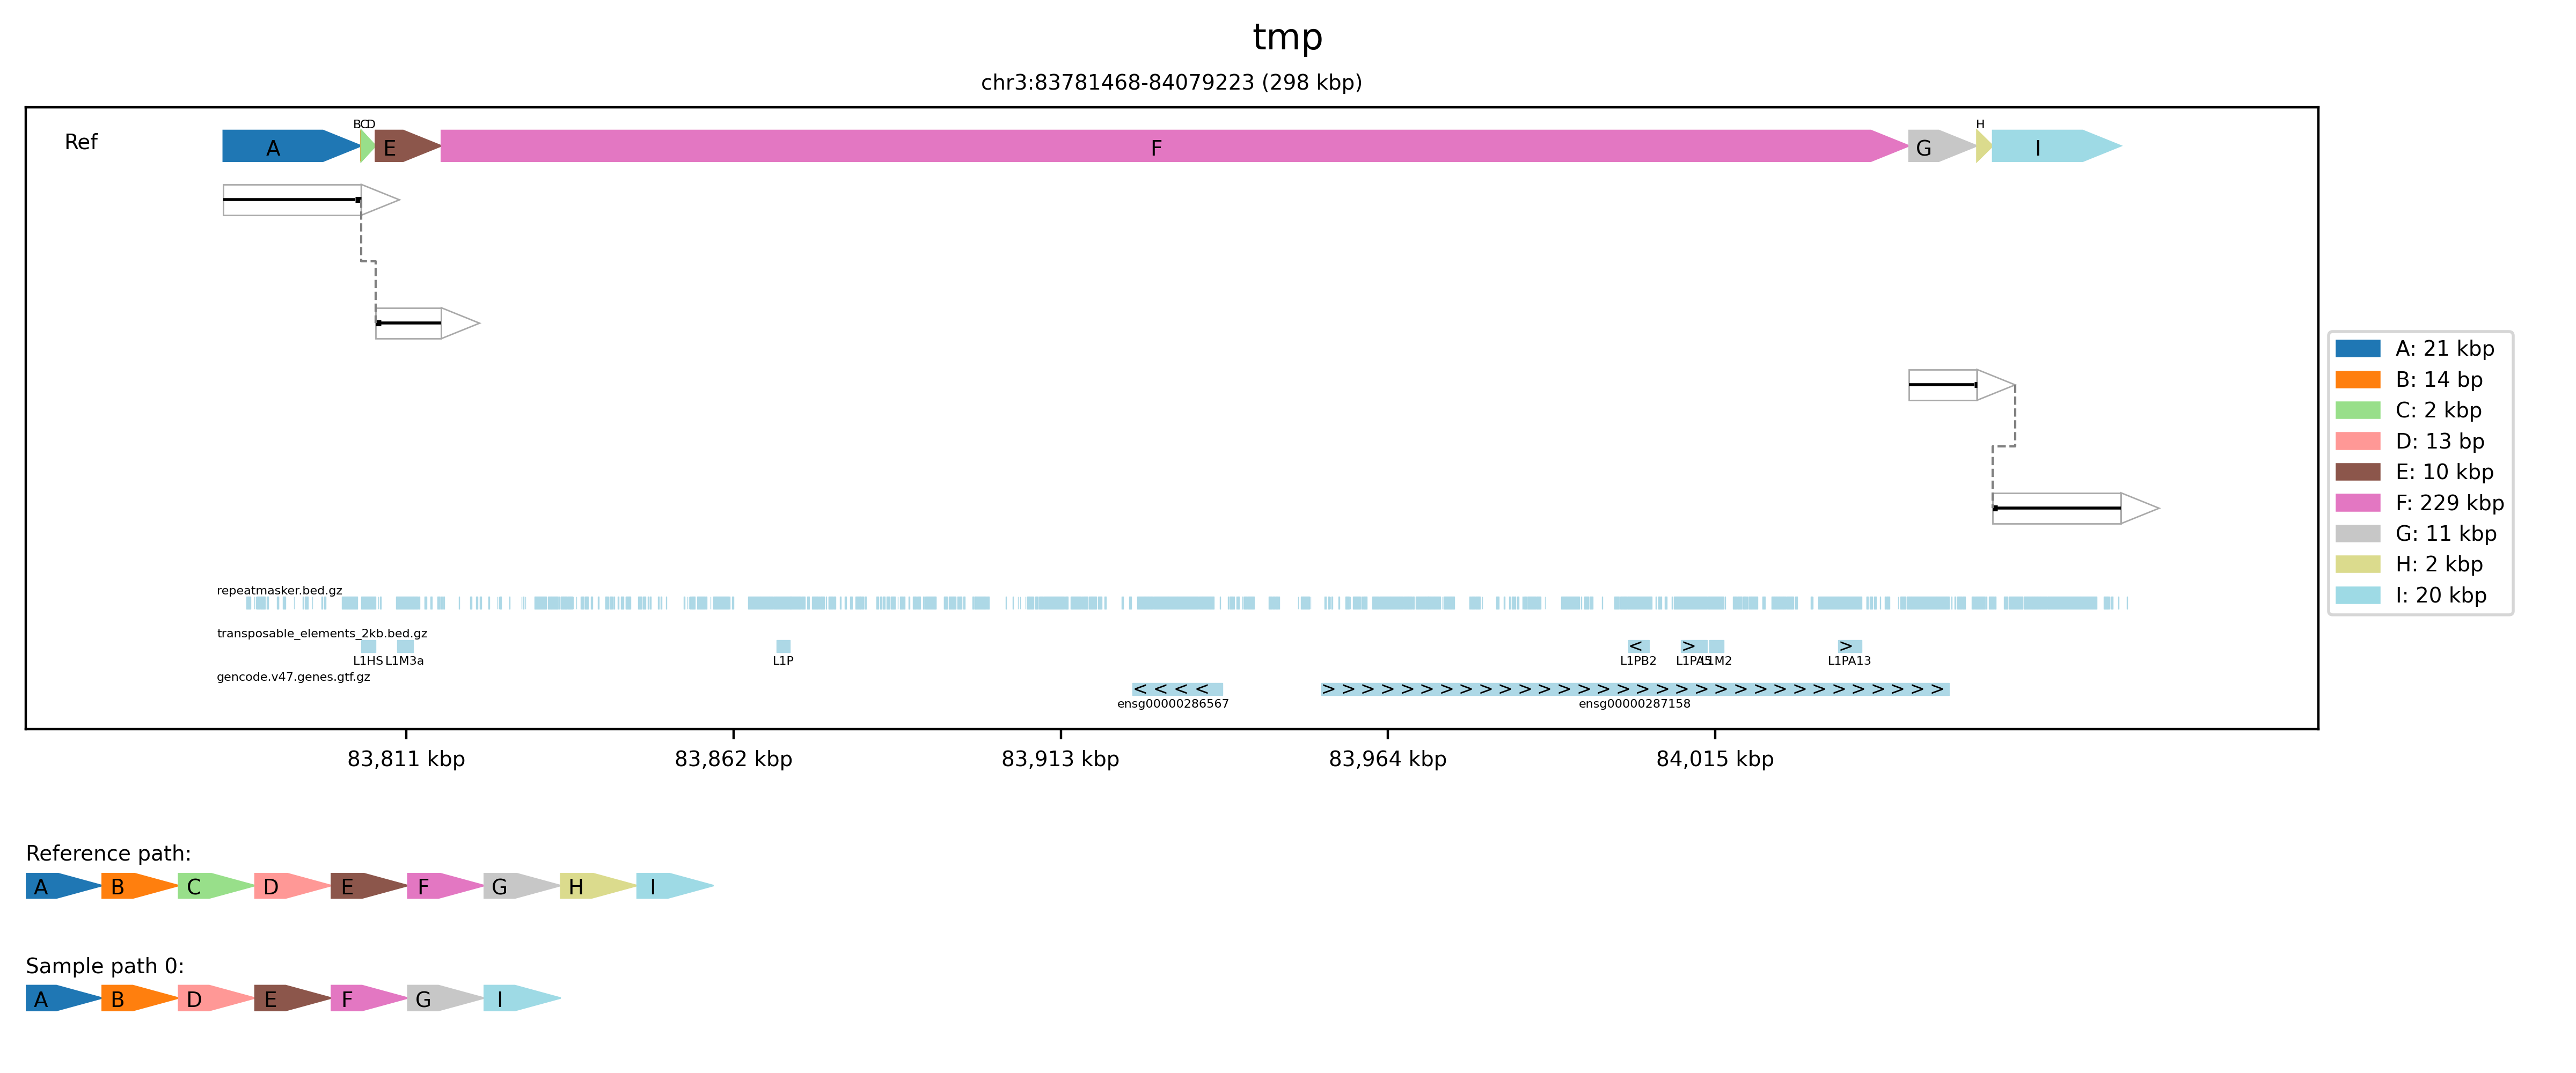 tmp
chr3:83781468-84079223 (298 kbp)
Ref
A
B
C
D
E
F
G
H
I
A: 21 kbp
B: 14 bp
C: 2 kbp
D: 13 bp
E: 10 kbp
F: 229 kbp
G: 11 kbp
H: 2 kbp
I: 20 kbp
repeatmasker.bed.gz
transposable_elements_2kb.bed.gz
L1HS L1M3a L1P L1PB2 L1PA5 L1M2 L1PA13
gencode.v47.genes.gtf.gz
ensg00000286567 ensg00000287158
83,811 kbp 83,862 kbp 83,913 kbp 83,964 kbp 84,015 kbp
Reference path:
A B C D E F G H I
Sample path 0:
A B D E F G I